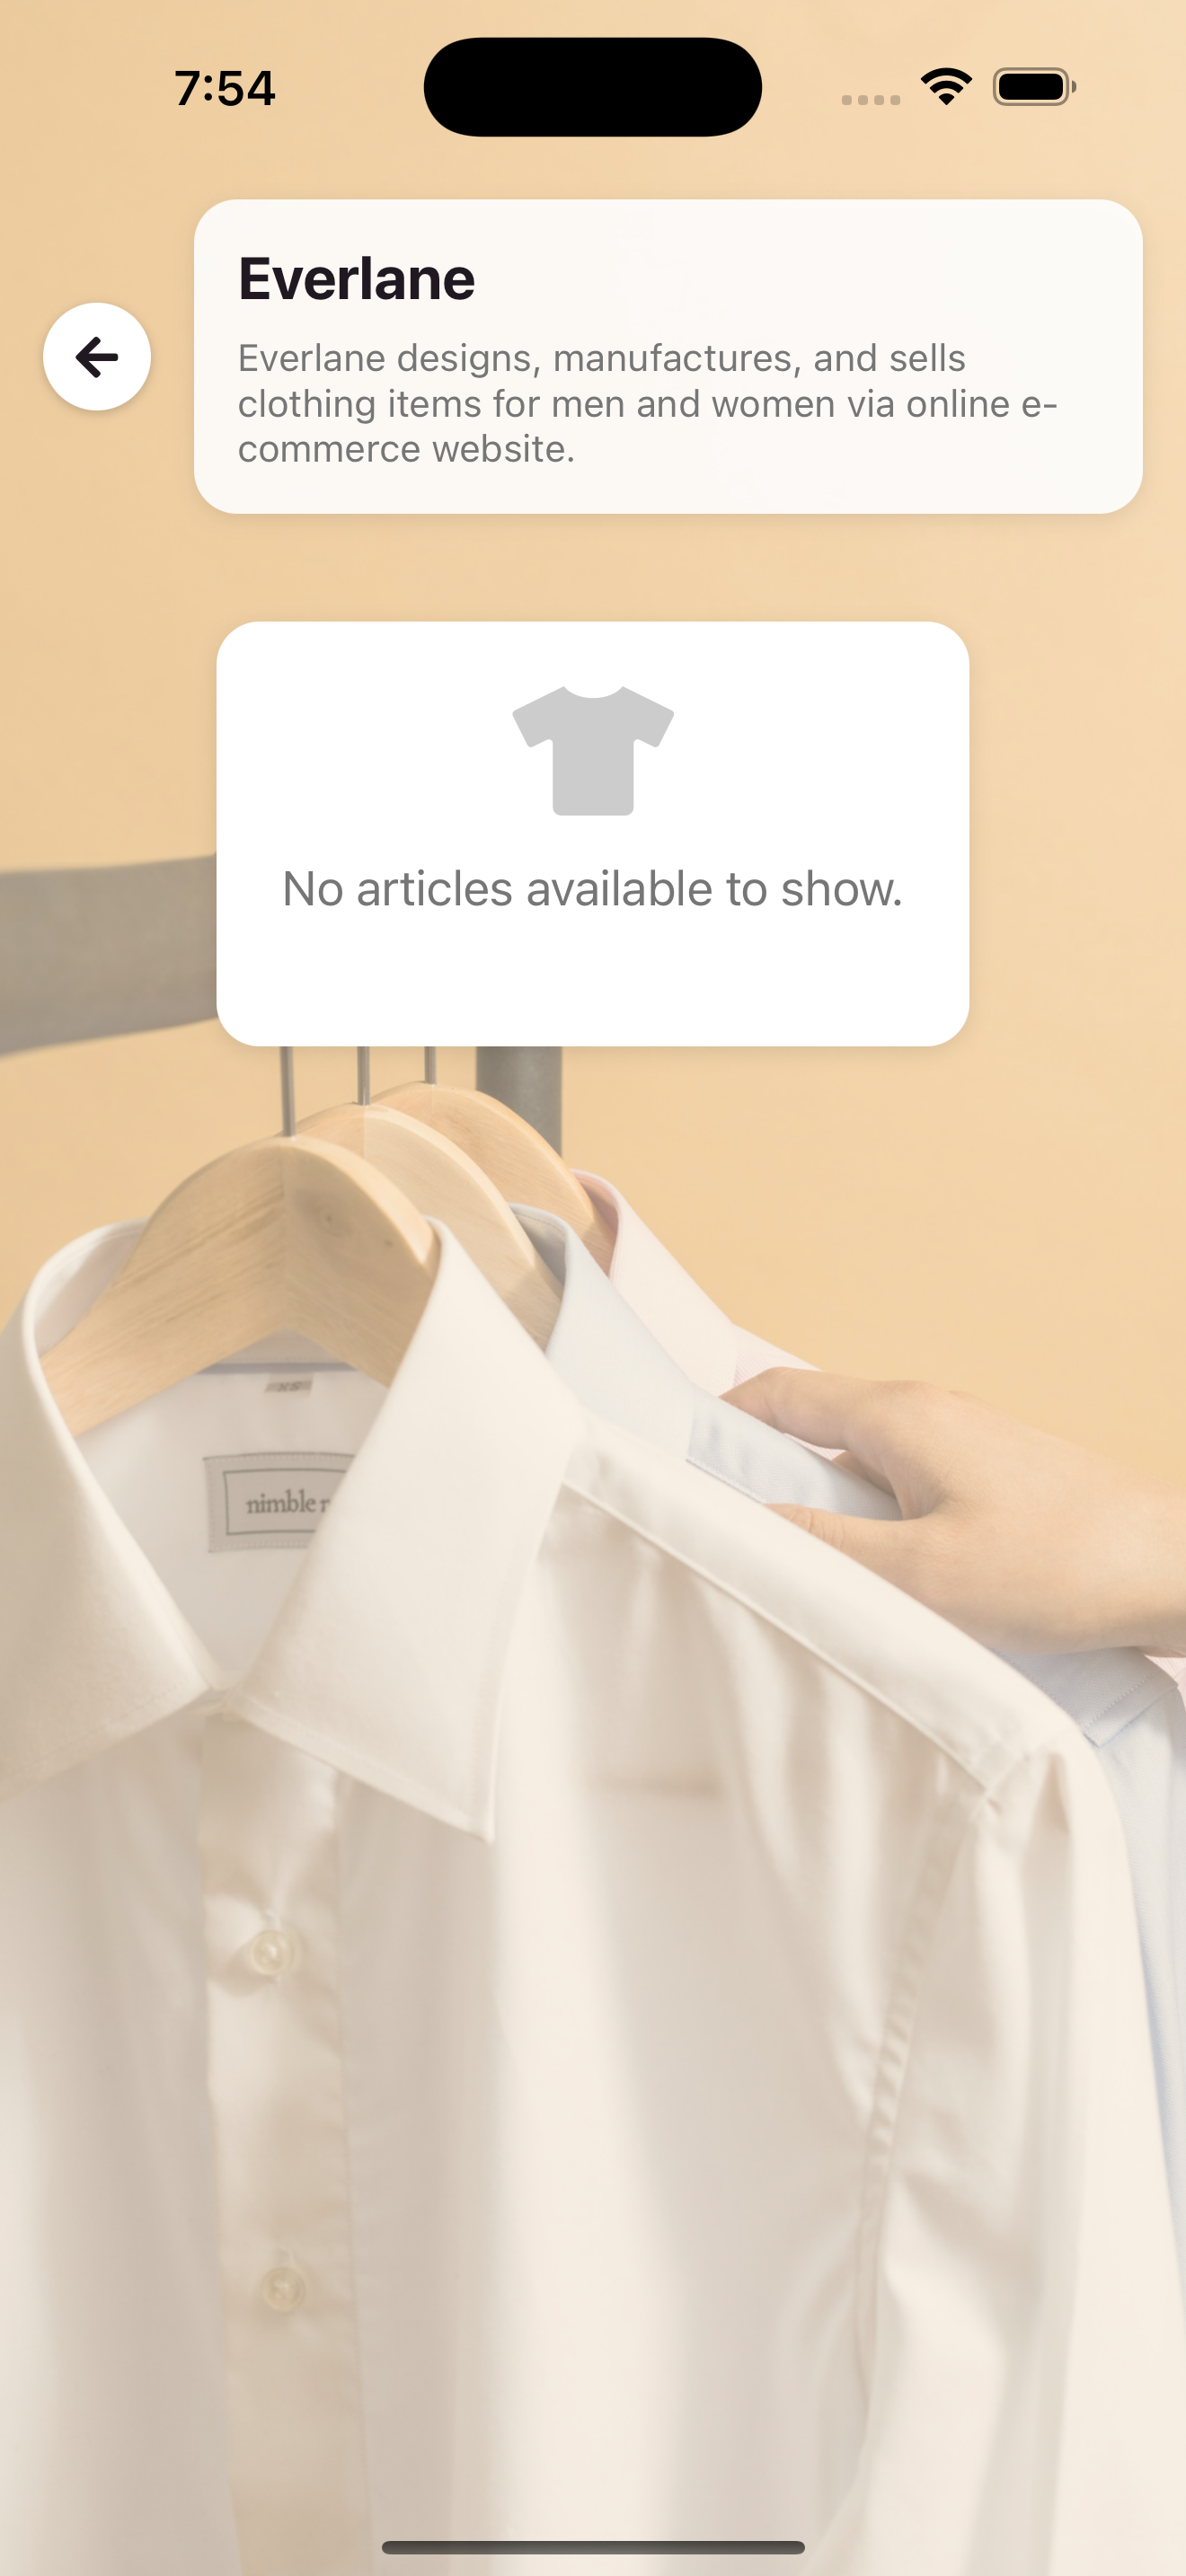 7:54
Everlane
Everlane designs, manufactures, and sells
clothing items for men and women via online e-
commerce website.
No articles available to show.
XS
nimble